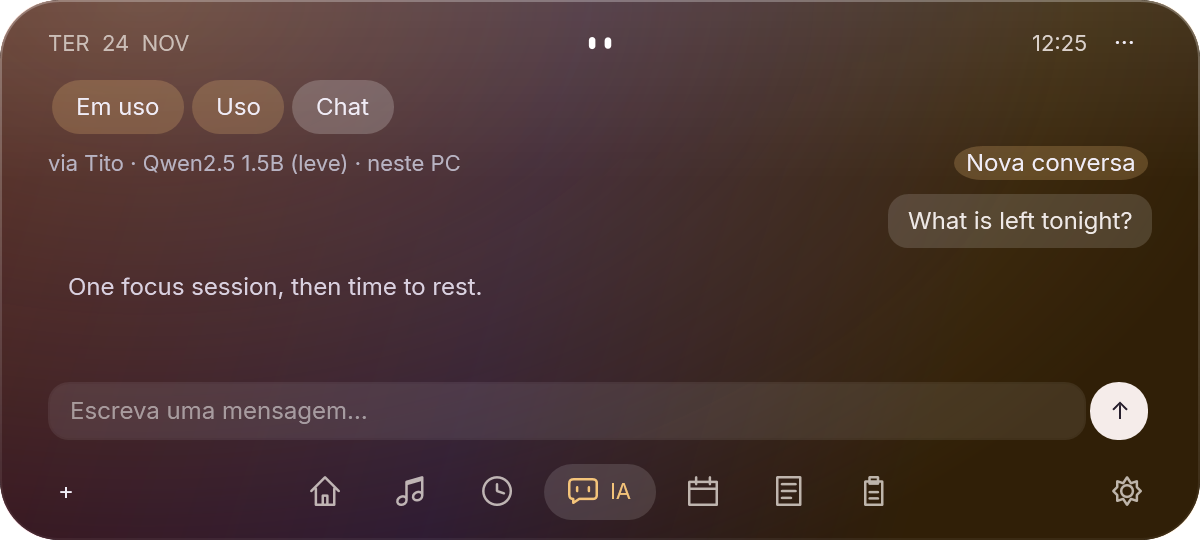 TER 24 NOV
12:25
Em uso
Uso
Chat
via Tito · Qwen2.5 1.5B (leve) · neste PC
Nova conversa
What is left tonight?
One focus session, then time to rest.
Escreva uma mensagem...
IA